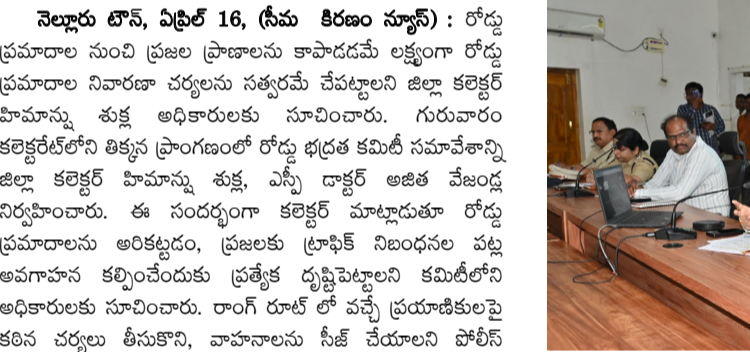 నెల్లూరు టౌన్, ఏప్రిల్ 16, (సీమ కిరణం న్యూస్) : రోడ్డు
ప్రమాదాల నుంచి ప్రజల ప్రాణాలను కాపాడడమే లక్ష్యంగా రోడ్డు
ప్రమాదాల నివారణా చర్యలను సత్వరమే చేపట్టాలని జిల్లా కలెక్టర్
హిమాన్షు శుక్ల అధికారులకు సూచించారు. గురువారం
కలెక్టరేట్‌లోని తిక్కన ప్రాంగణంలో రోడ్డు భద్రత కమిటీ సమావేశాన్ని
జిల్లా కలెక్టర్ హిమాన్షు శుక్ల, ఎస్పీ డాక్టర్ అజిత వేజండ్ల
నిర్వహించారు. ఈ సందర్భంగా కలెక్టర్ మాట్లాడుతూ రోడ్డు
ప్రమాదాలను అరికట్టడం, ప్రజలకు ట్రాఫిక్ నిబంధనల పట్ల
అవగాహన కల్పించేందుకు ప్రత్యేక దృష్టిపెట్టాలని కమిటీలోని
అధికారులకు సూచించారు. రాంగ్ రూట్ లో వచ్చే ప్రయాణికులపై
కఠిన చర్యలు తీసుకొని, వాహనాలను సీజ్ చేయాలని పోలీస్